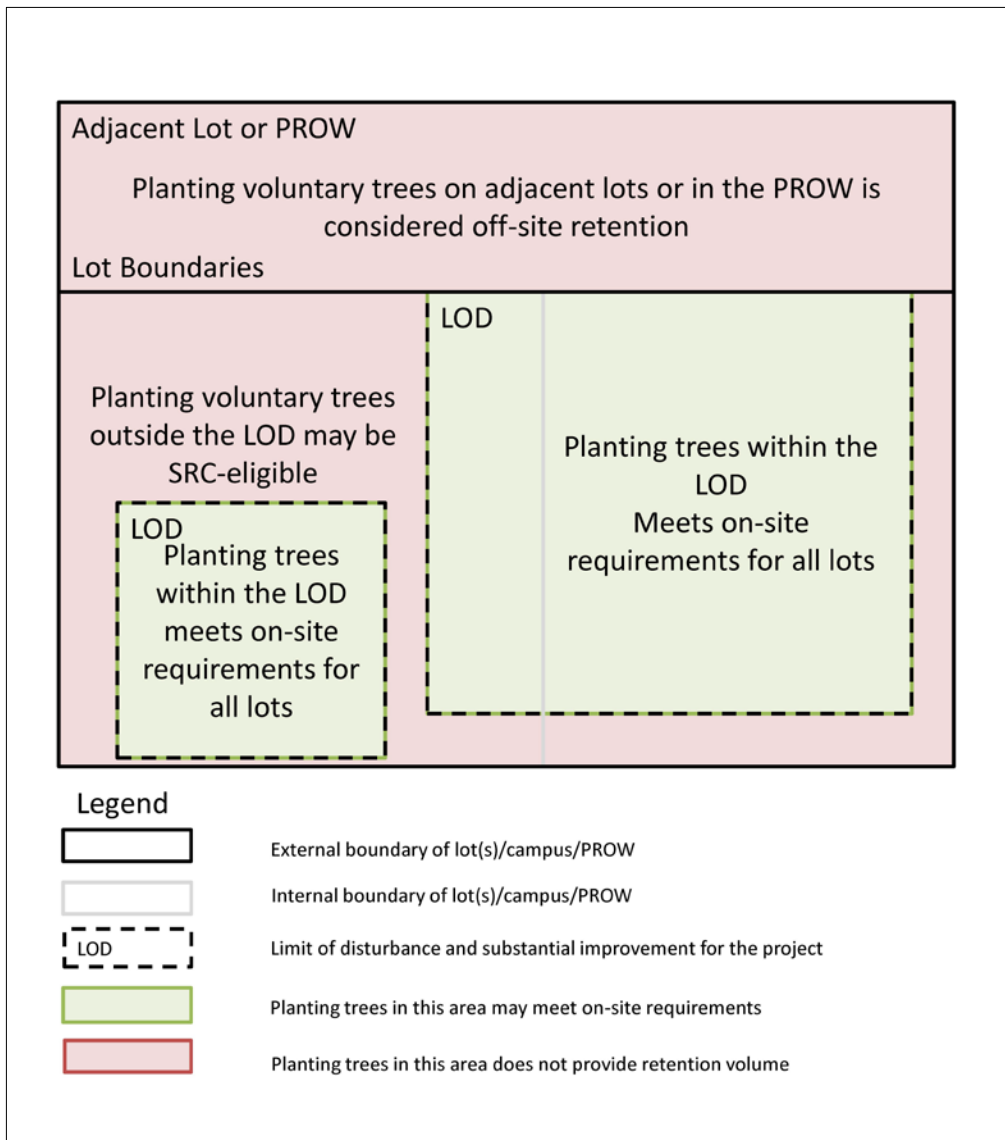 Adjacent Lot or PROW
Planting voluntary trees on adjacent lots or in the PROW is
considered off-site retention
Lot Boundaries
LOD
Planting voluntary trees
outside the LOD may be
SRC-eligible
Planting trees within the
LOD
Meets on-site
requirements for all lots
LOD
Planting trees
within the LOD
meets on-site
requirements for
all lots
Legend
External boundary of lot(s)/campus/PROW
Internal boundary of lot(s)/campus/PROW
LOD
Limit of disturbance and substantial improvement for the project
Planting trees in this area may meet on-site requirements
Planting trees in this area does not provide retention volume